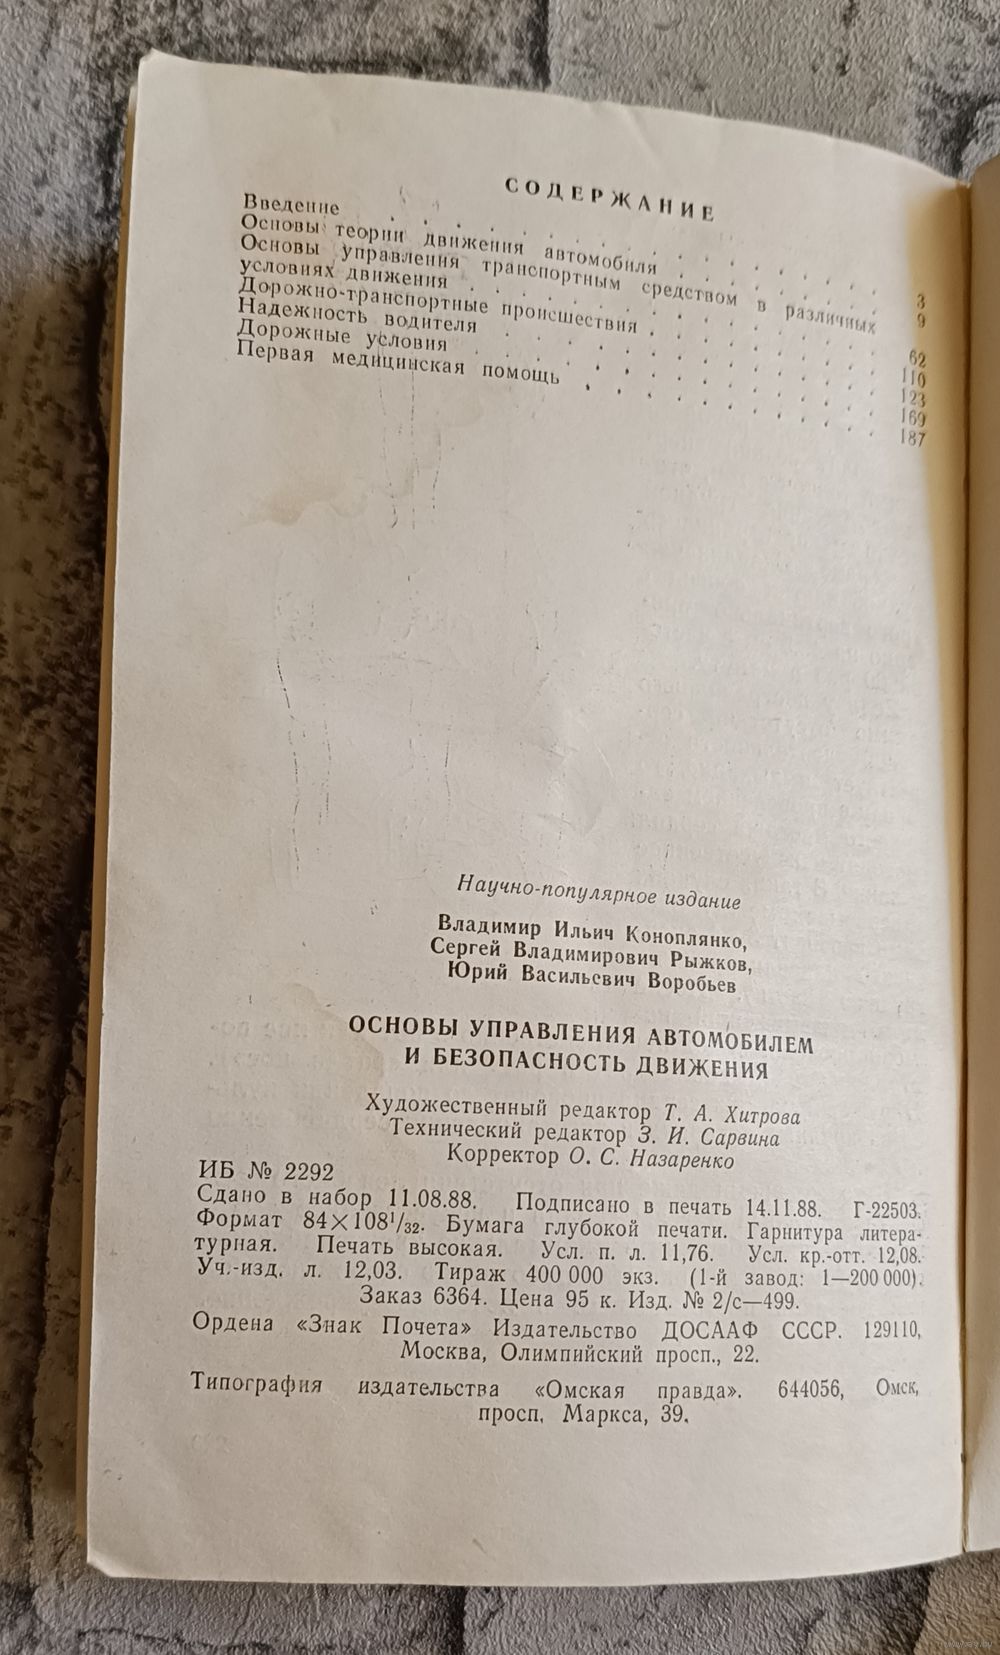 СОДЕРЖАНИЕ
Введение . . . . . . . . . . 3
Основы теории движения автомобиля . . . . . 9
Основы управления транспортным средством в различных
условиях движения . . . . . . . . . 62
Дорожно-транспортные происшествия . . . . . . 110
Надежность водителя . . . . . . . . . 123
Дорожные условия . . . . . . . . . . 169
Первая медицинская помощь . . . . . . . 187
Научно-популярное издание
Владимир Ильич Коноплянко,
Сергей Владимирович Рыжков,
Юрий Васильевич Воробьев
ОСНОВЫ УПРАВЛЕНИЯ АВТОМОБИЛЕМ
И БЕЗОПАСНОСТЬ ДВИЖЕНИЯ
Художественный редактор Т. А. Хитрова
Технический редактор З. И. Сарвина
Корректор О. С. Назаренко
ИБ № 2292
Сдано в набор 11.08.88. Подписано в печать 14.11.88. Г-22503.
Формат 84×108¹/₃₂. Бумага глубокой печати. Гарнитура литера-
турная. Печать высокая. Усл. п. л. 11,76. Усл. кр.-отт. 12,08.
Уч.-изд. л. 12,03. Тираж 400 000 экз. (1-й завод: 1—200 000).
Заказ 6364. Цена 95 к. Изд. № 2/с—499.
Ордена «Знак Почета» Издательство ДОСААФ СССР. 129110,
Москва, Олимпийский просп., 22.
Типография издательства «Омская правда». 644056, Омск,
просп. Маркса, 39.